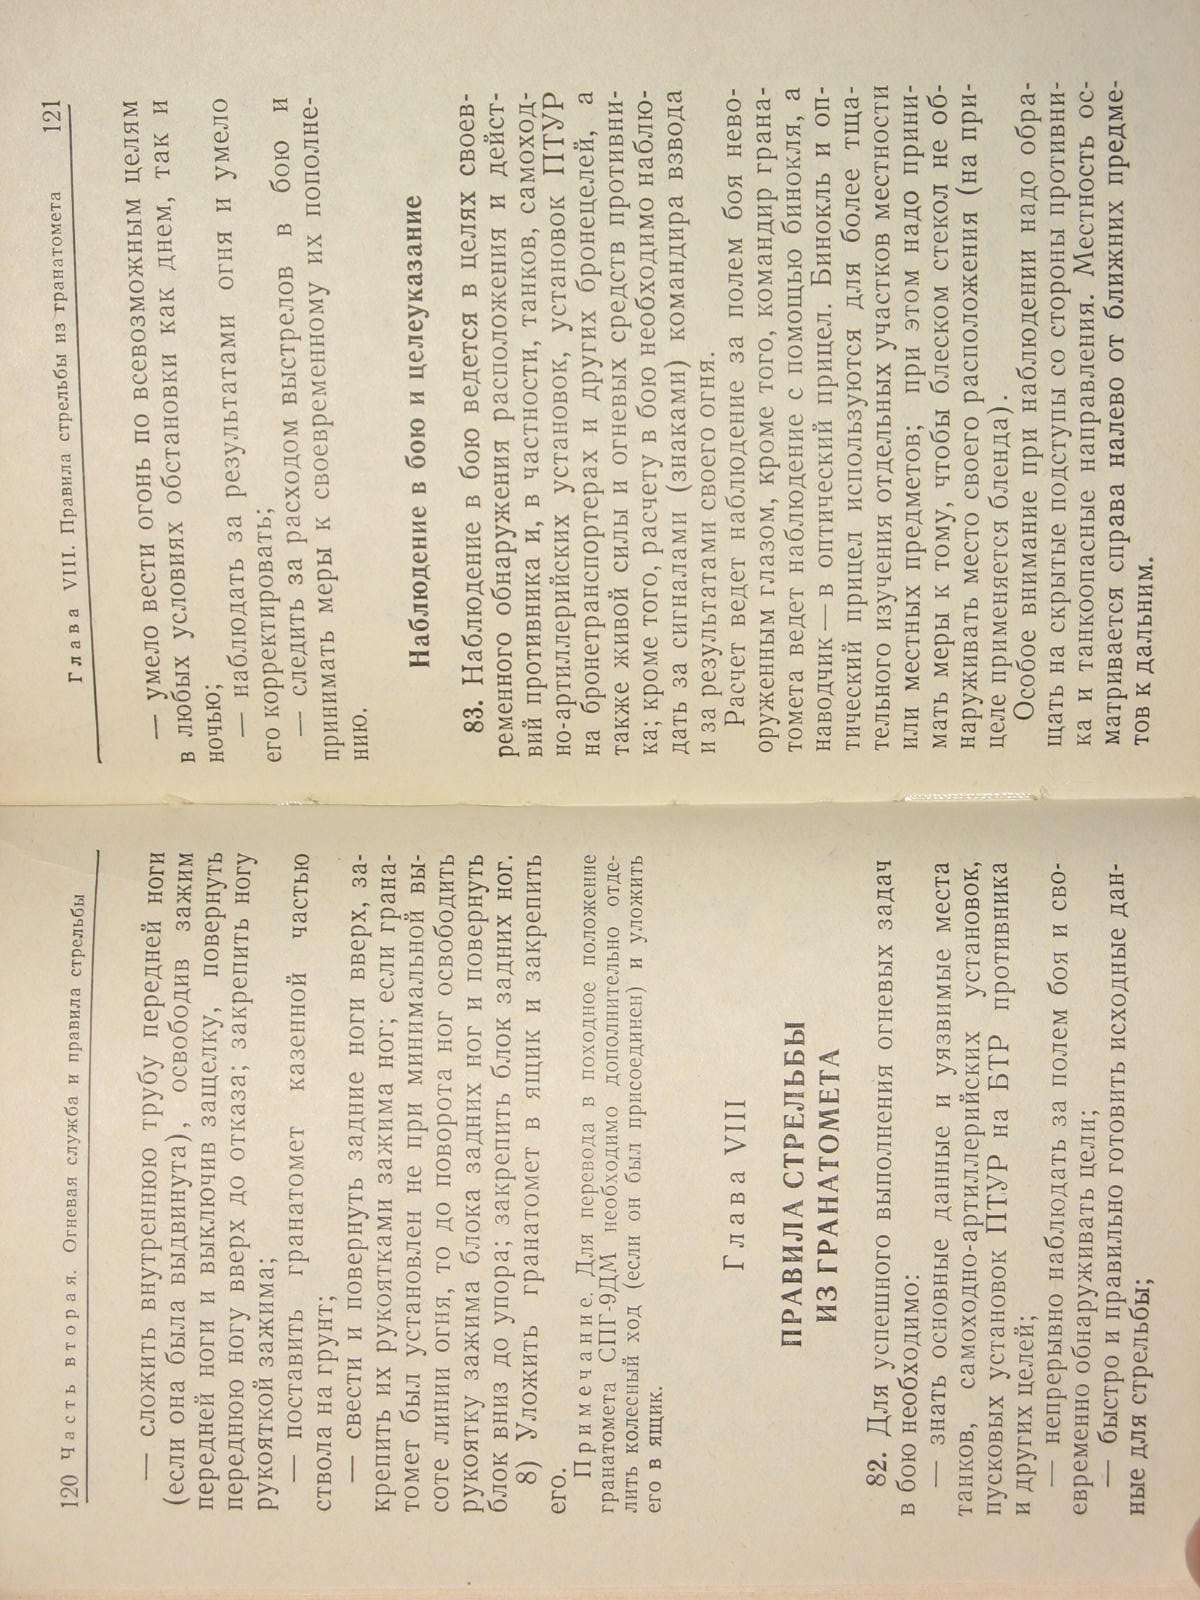 120 Часть вторая. Огневая служба и правила стрельбы
— сложить внутреннюю трубу передней ноги
(если она была выдвинута), освободив зажим
передней ноги и выключив защелку, повернуть
переднюю ногу вверх до отказа; закрепить ногу
рукояткой зажима;
— поставить гранатомет казенной частью
ствола на грунт;
— свести и повернуть задние ноги вверх, за-
крепить их рукоятками зажима ног; если грана-
томет был установлен не при минимальной вы-
соте линии огня, то до поворота ног освободить
рукоятку зажима блока задних ног и повернуть
блок вниз до упора; закрепить блок задних ног.
8) Уложить гранатомет в ящик и закрепить
его.
Примечание. Для перевода в походное положение
гранатомета СПГ-9ДМ необходимо дополнительно отде-
лить колесный ход (если он был присоединен) и уложить
его в ящик.
Глава VIII
ПРАВИЛА СТРЕЛЬБЫ
ИЗ ГРАНАТОМЕТА
82. Для успешного выполнения огневых задач
в бою необходимо:
— знать основные данные и уязвимые места
танков, самоходно-артиллерийских установок,
пусковых установок ПТУР на БТР противника
и других целей;
— непрерывно наблюдать за полем боя и сво-
евременно обнаруживать цели;
— быстро и правильно готовить исходные дан-
ные для стрельбы;
Глава VIII. Правила стрельбы из гранатомета 121
— умело вести огонь по всевозможным целям
в любых условиях обстановки как днем, так и
ночью;
— наблюдать за результатами огня и умело
его корректировать;
— следить за расходом выстрелов в бою и
принимать меры к своевременному их пополне-
нию.
Наблюдение в бою и целеуказание
83. Наблюдение в бою ведется в целях своев-
ременного обнаружения расположения и дейст-
вий противника и, в частности, танков, самоход-
но-артиллерийских установок, установок ПТУР
на бронетранспортерах и других бронецелей, а
также живой силы и огневых средств противни-
ка; кроме того, расчету в бою необходимо наблю-
дать за сигналами (знаками) командира взвода
и за результатами своего огня.
Расчет ведет наблюдение за полем боя нево-
оруженным глазом, кроме того, командир грана-
томета ведет наблюдение с помощью бинокля, а
наводчик — в оптический прицел. Бинокль и оп-
тический прицел используются для более тща-
тельного изучения отдельных участков местности
или местных предметов; при этом надо прини-
мать меры к тому, чтобы блеском стекол не об-
наруживать место своего расположения (на при-
целе применяется бленда).
Особое внимание при наблюдении надо обра-
щать на скрытые подступы со стороны противни-
ка и танкоопасные направления. Местность ос-
матривается справа налево от ближних предме-
тов к дальним.